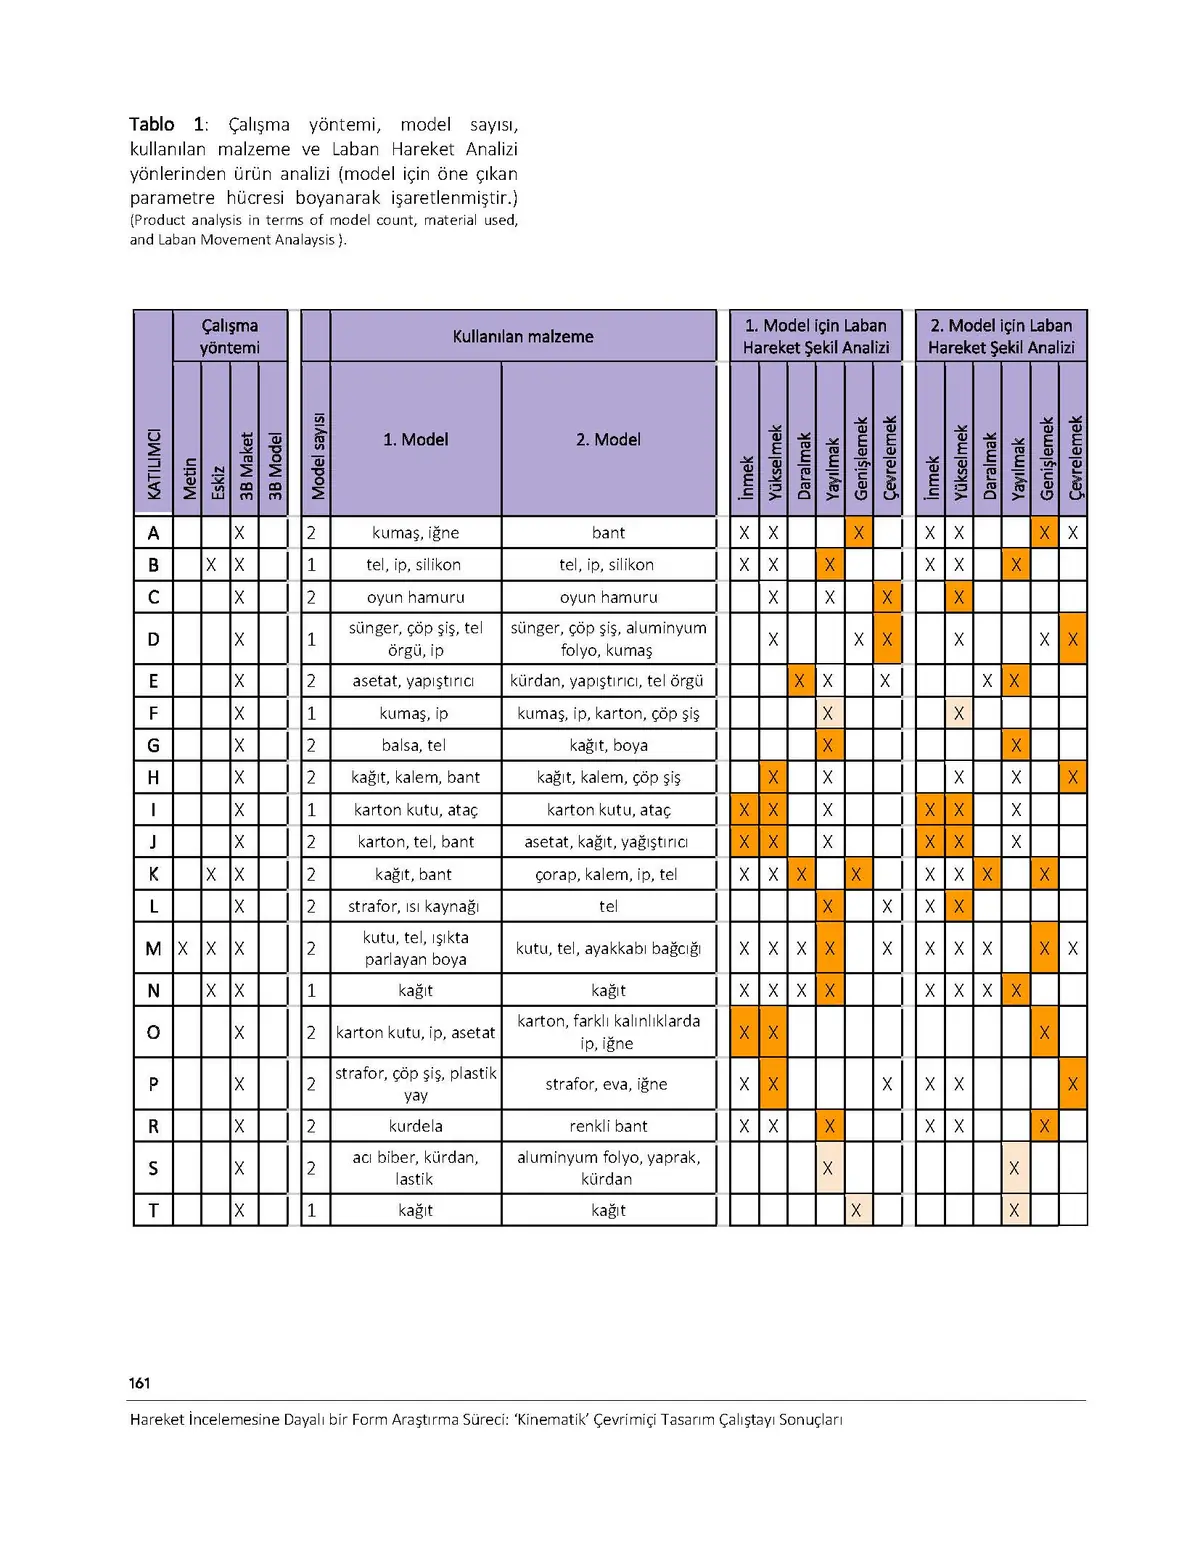 Tablo 1: Çalışma yöntemi, model sayısı,
kullanılan malzeme ve Laban Hareket Analizi
yönlerinden ürün analizi (model için öne çıkan
parametre hücresi boyanarak işaretlenmiştir.)
(Product analysis in terms of model count, material used,
and Laban Movement Analaysis ).
KATILIMCI
Çalışma
yöntemi
Metin
Eskiz
3B Maket
3B Model
Model sayısı
Kullanılan malzeme
1. Model
2. Model
1. Model için Laban
Hareket Şekil Analizi
İnmek
Yükselmek
Daralmak
Yayılmak
Genişlemek
Çevrelemek
2. Model için Laban
Hareket Şekil Analizi
İnmek
Yükselmek
Daralmak
Yayılmak
Genişlemek
Çevrelemek
A X 2 kumaş, iğne bant X X X X X X X
B X X 1 tel, ip, silikon tel, ip, silikon X X X X X X
C X 2 oyun hamuru oyun hamuru X X X X
D X 1 sünger, çöp şiş, tel
örgü, ip
sünger, çöp şiş, aluminyum
folyo, kumaş
X X X X X X
E X 2 asetat, yapıştırıcı kürdan, yapıştırıcı, tel örgü X X X X X
F X 1 kumaş, ip kumaş, ip, karton, çöp şiş X X
G X 2 balsa, tel kağıt, boya X X
H X 2 kağıt, kalem, bant kağıt, kalem, çöp şiş X X X X X
I X 1 karton kutu, ataç karton kutu, ataç X X X X X X
J X 2 karton, tel, bant asetat, kağıt, yağıştırıcı X X X X X X
K X X 2 kağıt, bant çorap, kalem, ip, tel X X X X X X X X
L X 2 strafor, ısı kaynağı tel X X X X
M X X X 2 kutu, tel, ışıkta
parlayan boya
kutu, tel, ayakkabı bağcığı X X X X X X X X X X
N X X 1 kağıt kağıt X X X X X X X X
O X 2 karton kutu, ip, asetat karton, farklı kalınlıklarda
ip, iğne
X X X
P X 2 strafor, çöp şiş, plastik
yay
strafor, eva, iğne X X X X X X
R X 2 kurdela renkli bant X X X X X X
S X 2 acı biber, kürdan,
lastik
aluminyum folyo, yaprak,
kürdan
X X
T X 1 kağıt kağıt X X
161
Hareket İncelemesine Dayalı bir Form Araştırma Süreci: ‘Kinematik’ Çevrimiçi Tasarım Çalıştayı Sonuçları